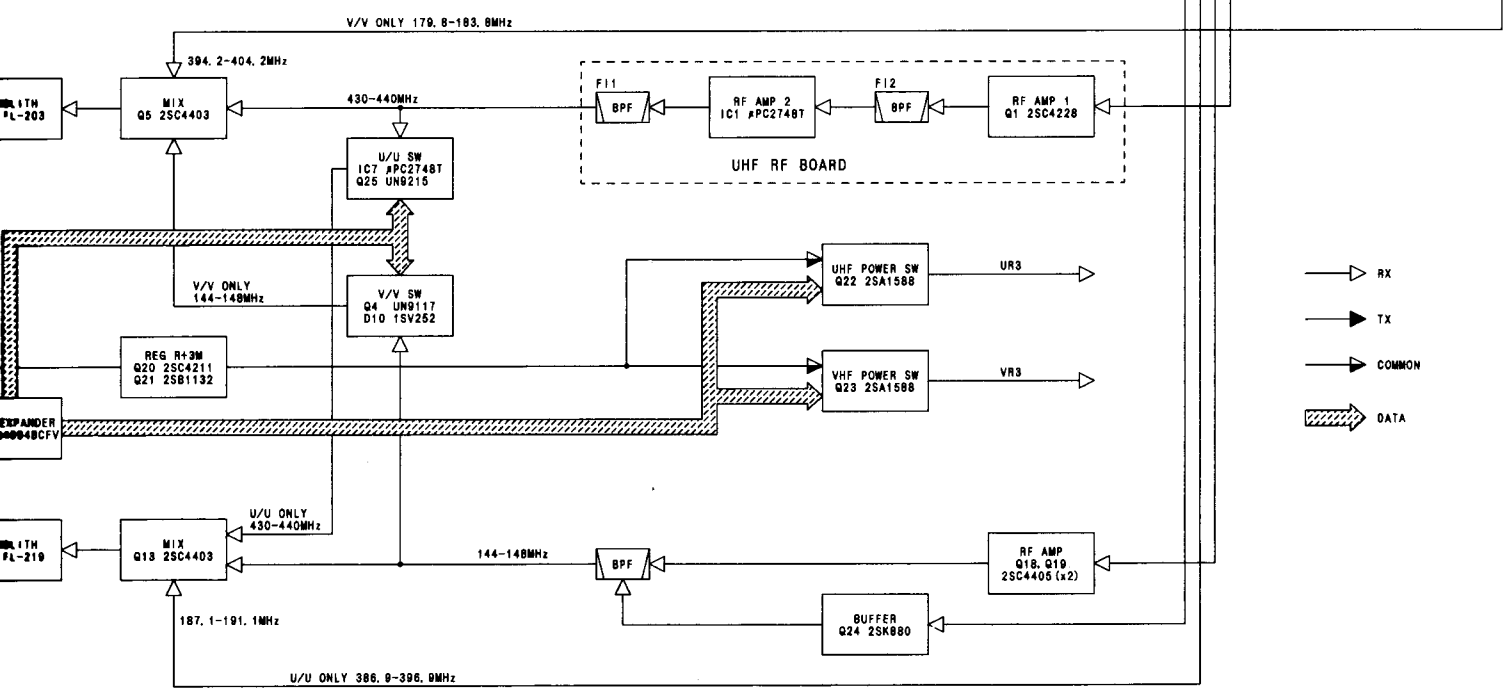 V/V ONLY 179.8-183.8MHz
394.2-404.2MHz
FL-203
MIX
Q5 2SC4403
430-440MHz
FI1
BPF
RF AMP 2
IC1 μPC2748T
FI2
BPF
RF AMP 1
Q1 2SC4228
UHF RF BOARD
U/U SW
IC7 μPC2748T
Q25 UN9215
V/V ONLY
144-148MHz
V/V SW
Q4 UN9117
D10 1SV252
UHF POWER SW
Q22 2SA1588
UR3
RX
TX
COMMON
DATA
REG R+3M
Q20 2SC4211
Q21 2SB1132
VHF POWER SW
Q23 2SA1588
VR3
EXPANDER
U/U ONLY
430-440MHz
FL-219
MIX
Q13 2SC4403
144-148MHz
BPF
RF AMP
Q18,Q19
2SC4405(x2)
187.1-191.1MHz
BUFFER
Q24 2SK880
U/U ONLY 386.9-396.9MHz